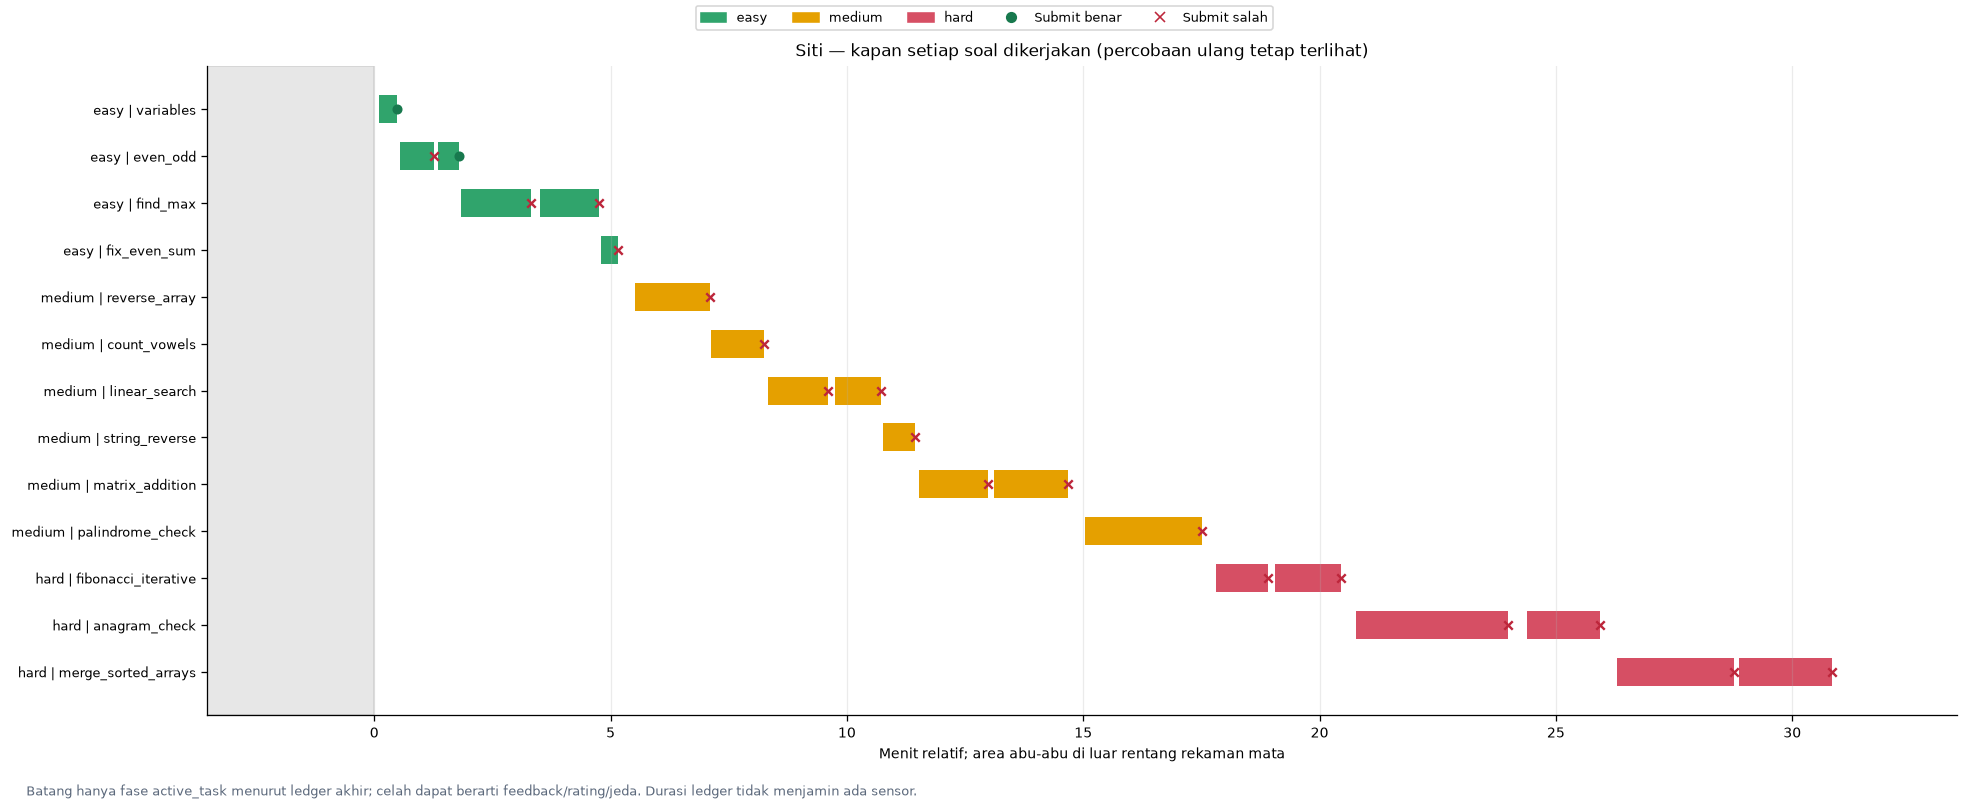 easy medium hard Submit benar Submit salah
Siti — kapan setiap soal dikerjakan (percobaan ulang tetap terlihat)
easy | variables
easy | even_odd
easy | find_max
easy | fix_even_sum
medium | reverse_array
medium | count_vowels
medium | linear_search
medium | string_reverse
medium | matrix_addition
medium | palindrome_check
hard | fibonacci_iterative
hard | anagram_check
hard | merge_sorted_arrays
0 5 10 15 20 25 30
Menit relatif; area abu-abu di luar rentang rekaman mata
Batang hanya fase active_task menurut ledger akhir; celah dapat berarti feedback/rating/jeda. Durasi ledger tidak menjamin ada sensor.